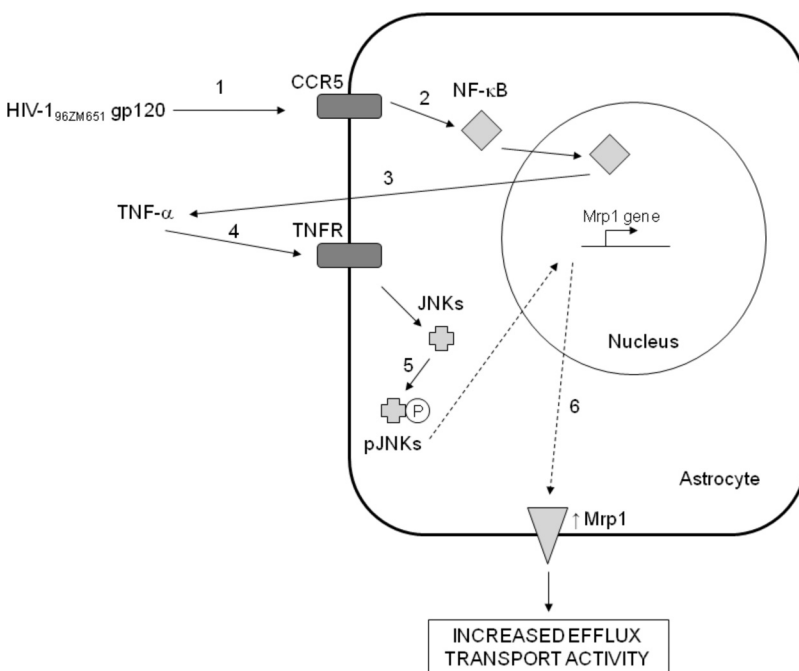 1
CCR5
HIV-196ZM651 gp120
2
NF-κB
3
TNF-α
4
TNFR
Mrp1 gene
JNKs
Nucleus
5
P
pJNKs
6
Astrocyte
↑ Mrp1
INCREASED EFFLUX
TRANSPORT ACTIVITY